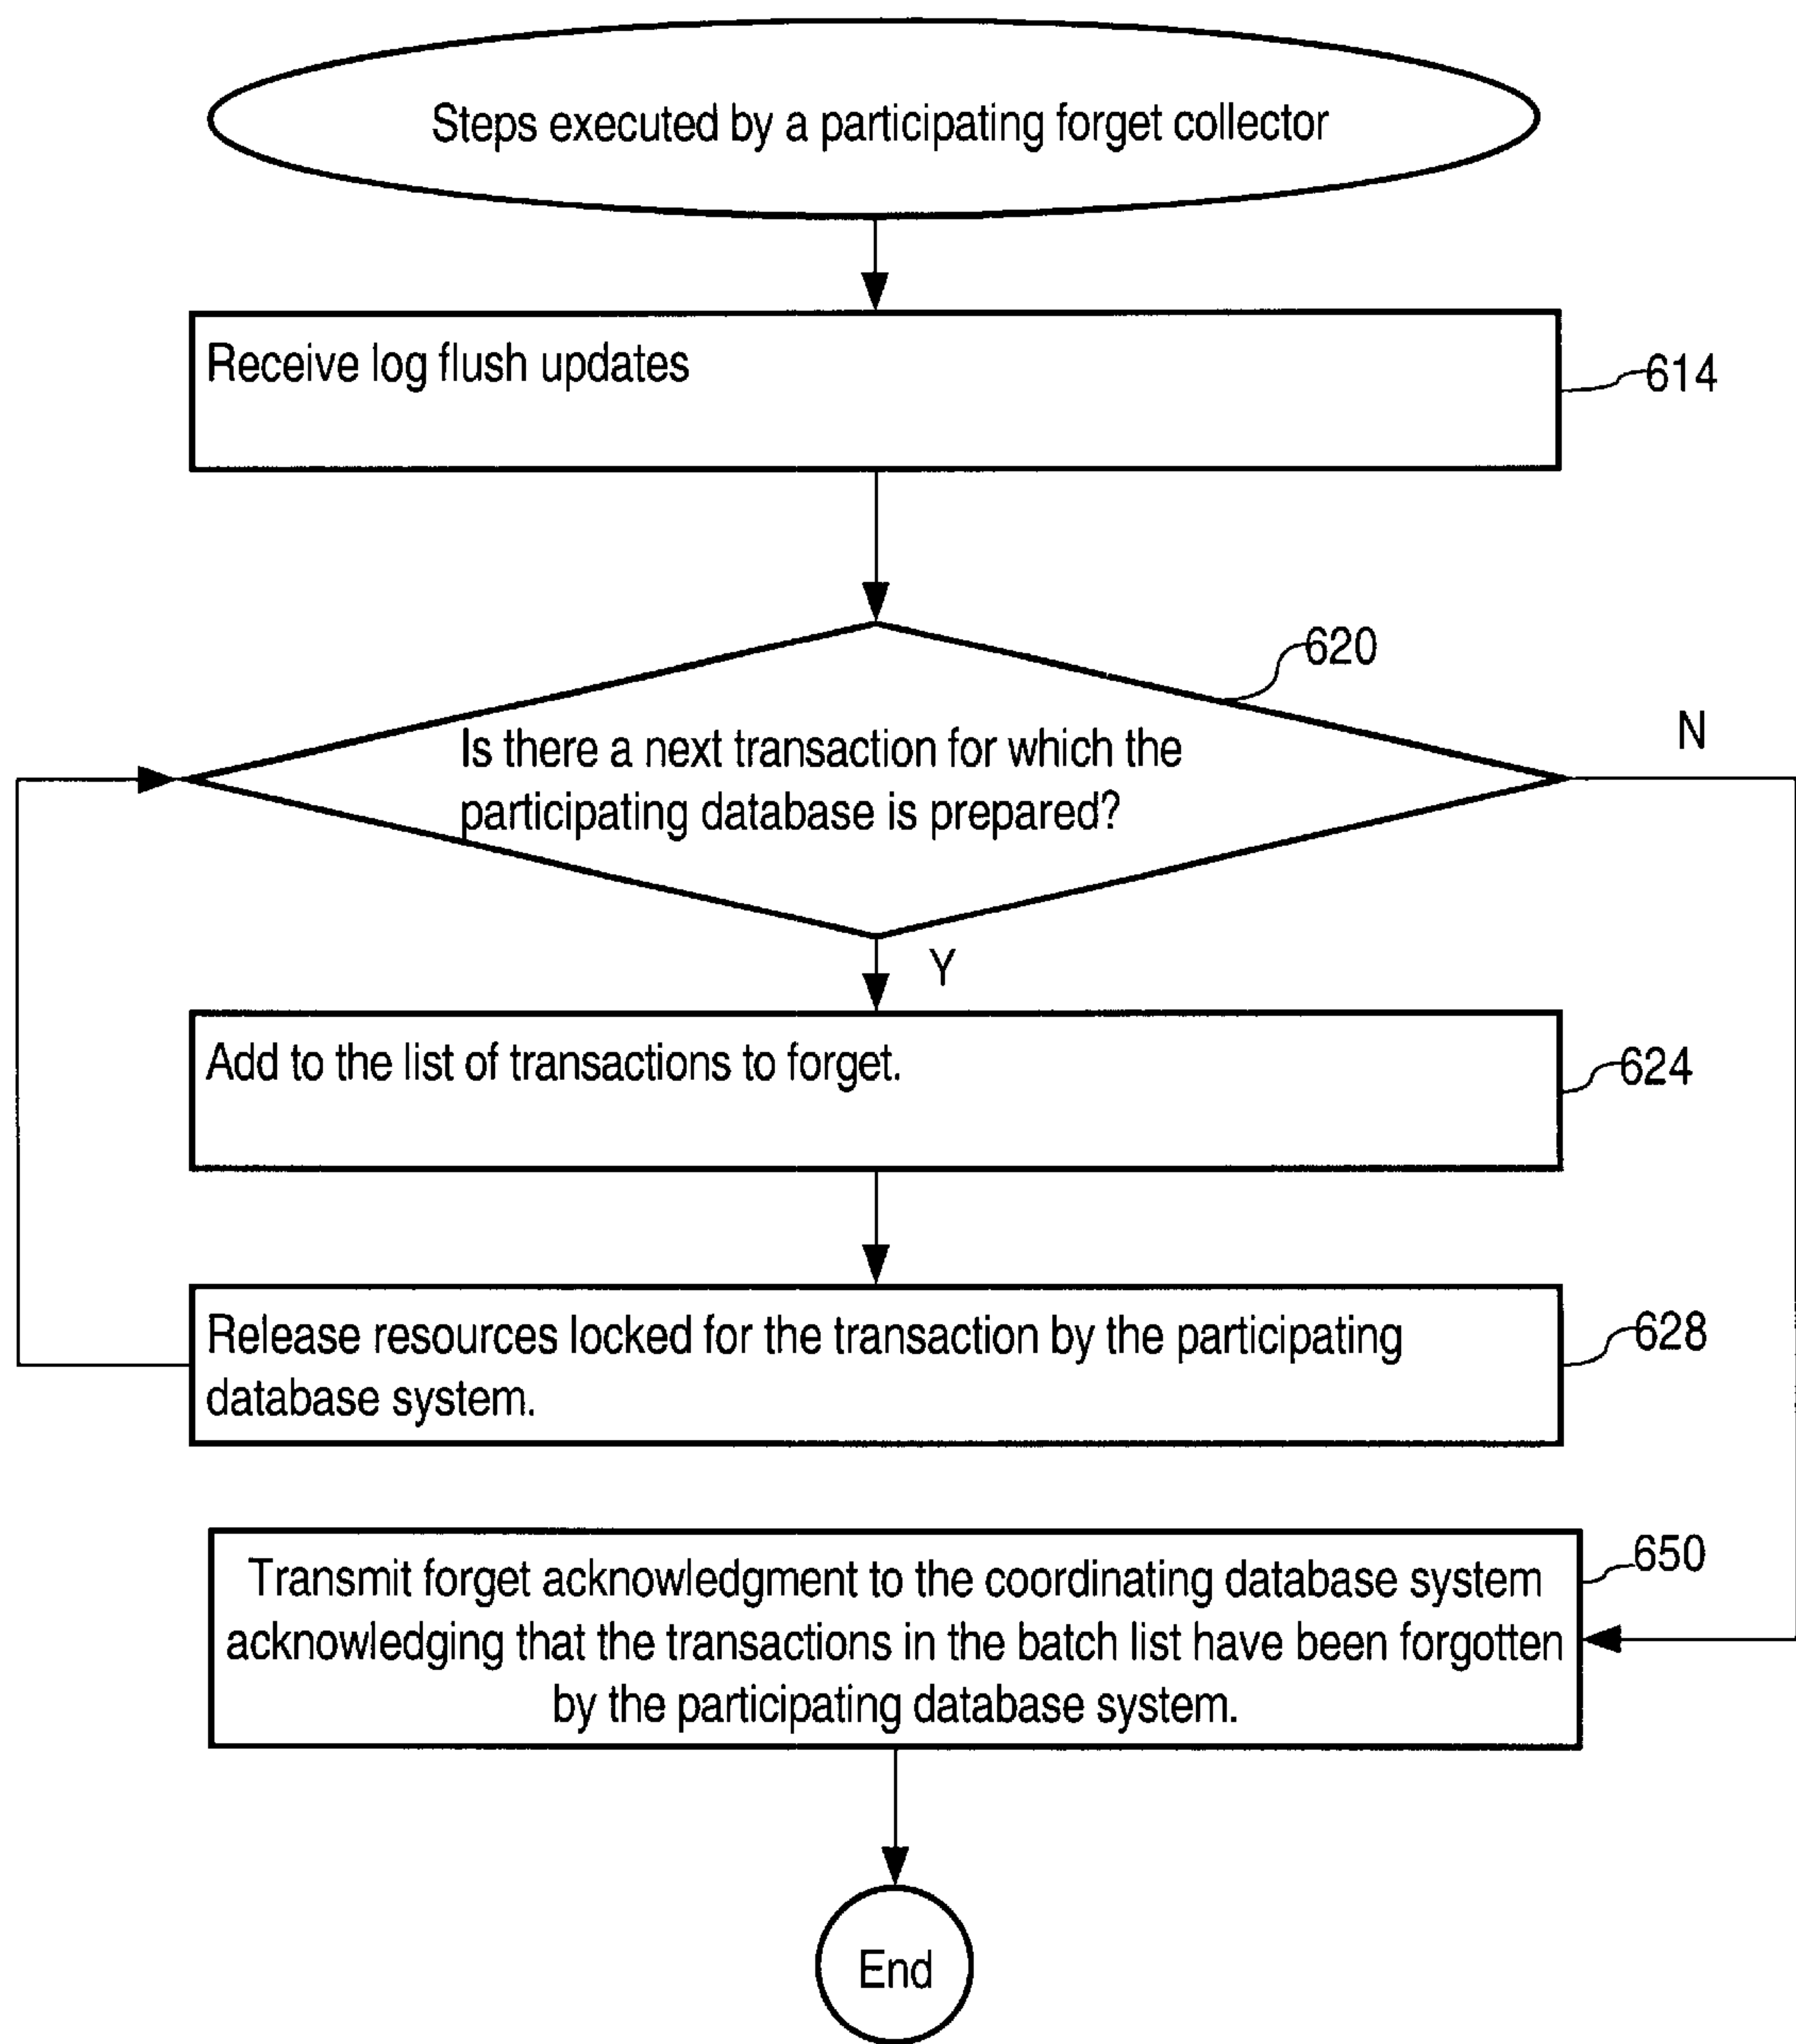 Steps executed by a participating forget collector
Receive log flush updates
614
620
N
Is there a next transaction for which the
participating database is prepared?
Y
Add to the list of transactions to forget.
624
Release resources locked for the transaction by the participating
database system.
628
650
Transmit forget acknowledgment to the coordinating database system
acknowledging that the transactions in the batch list have been forgotten
by the participating database system.
End